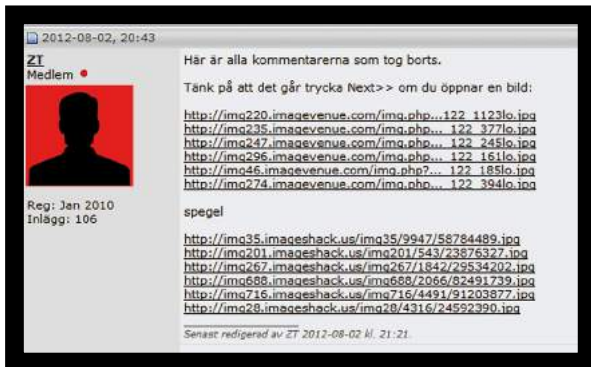 2012-08-02, 20:43
ZT
Medlem
Reg: Jan 2010
Inlägg: 106
Här är alla kommentarerna som tog borts.
Tänk på att det går trycka Next>> om du öppnar en bild:
http://img220.imagevenue.com/img.php...122_1123lo.jpg
http://img235.imagevenue.com/img.php..._122_377lo.jpg
http://img247.imagevenue.com/img.php..._122_245lo.jpg
http://img296.imagevenue.com/img.php..._122_161lo.jpg
http://img46.imagevenue.com/img.php?..._122_185lo.jpg
http://img274.imagevenue.com/img.php..._122_394lo.jpg
spegel
http://img35.imageshack.us/img35/9947/58784489.jpg
http://img201.imageshack.us/img201/543/23876327.jpg
http://img267.imageshack.us/img267/1842/29534202.jpg
http://img688.imageshack.us/img688/2066/82491739.jpg
http://img716.imageshack.us/img716/4491/91203877.jpg
http://img28.imageshack.us/img28/4316/24592390.jpg
Senast redigerad av ZT 2012-08-02 kl. 21:21.